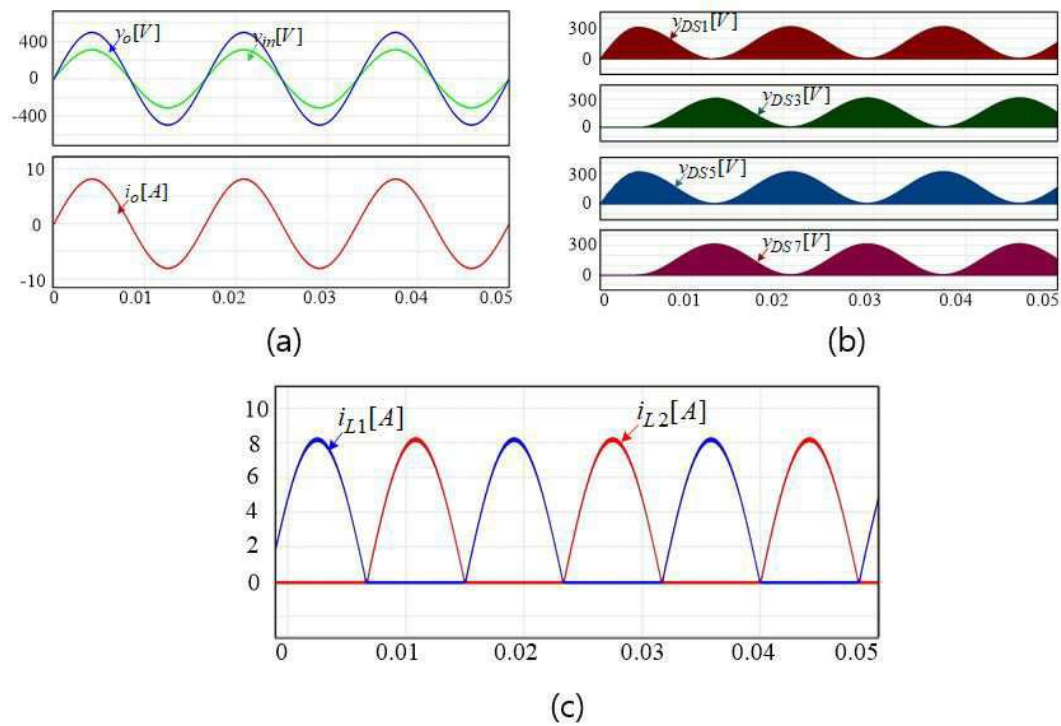 400
0
-400
v_o[V]
v_in[V]
10
0
-10
i_o[A]
0 0.01 0.02 0.03 0.04 0.05
(a)
300
0
v_DS1[V]
300
0
v_DS3[V]
300
0
v_DS5[V]
300
0
v_DS7[V]
0 0.01 0.02 0.03 0.04 0.05
(b)
10
8
6
4
2
0
i_L1[A]
i_L2[A]
0 0.01 0.02 0.03 0.04 0.05
(c)